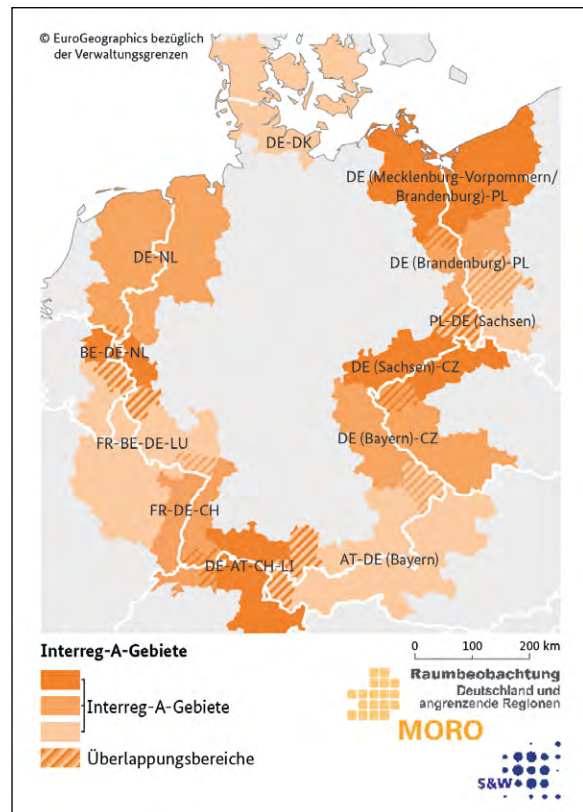 © EuroGeographics bezüglich
der Verwaltungsgrenzen
DE-DK
DE (Mecklenburg-Vorpommern/
Brandenburg)-PL
DE-NL
DE (Brandenburg)-PL
PL-DE (Sachsen)
BE-DE-NL
DE (Sachsen)-CZ
FR-BE-DE-LU
DE (Bayern)-CZ
FR-DE-CH
DE-AT-CH-LI
AT-DE (Bayern)
Interreg-A-Gebiete
0 100 200 km
Interreg-A-Gebiete
Überlappungsbereiche
Raumbeobachtung
Deutschland und
angrenzende Regionen
MORO
S&W